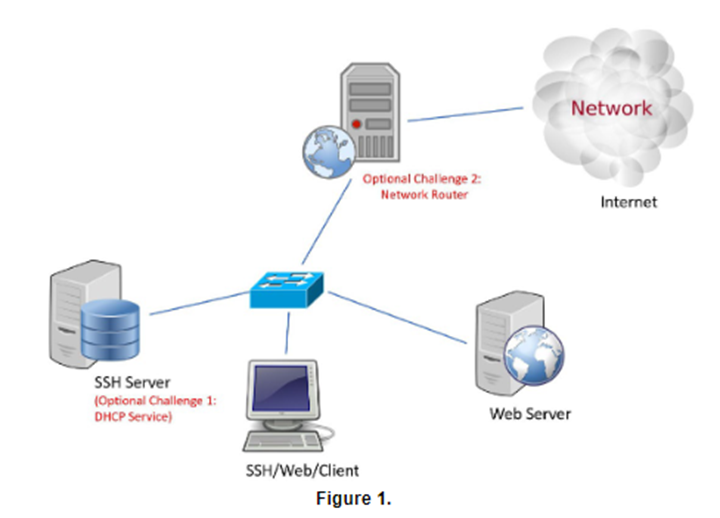 Network
Optional Challenge 2:
Network Router
Internet
SSH Server
(Optional Challenge 1:
DHCP Service)
Web Server
SSH/Web/Client
Figure 1.